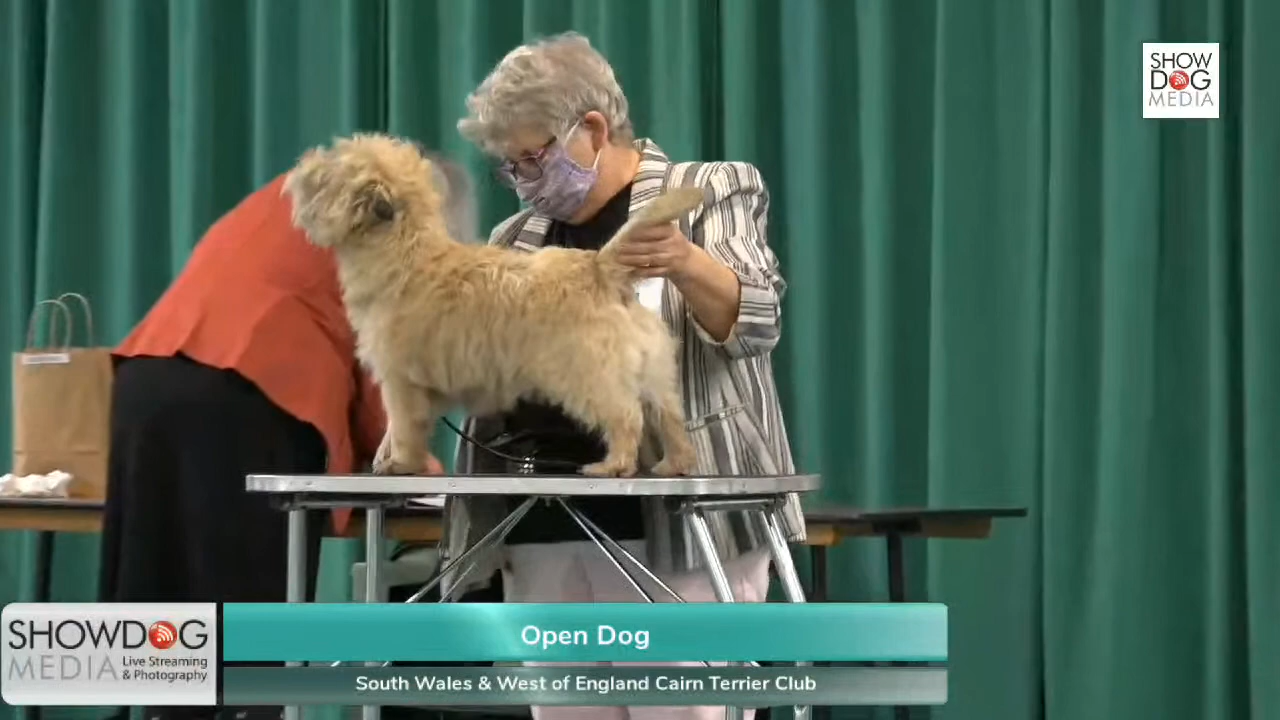 SHOW
DOG
MEDIA
SHOWDOG
MEDIA
Live Streaming
& Photography
Open Dog
South Wales & West of England Cairn Terrier Club